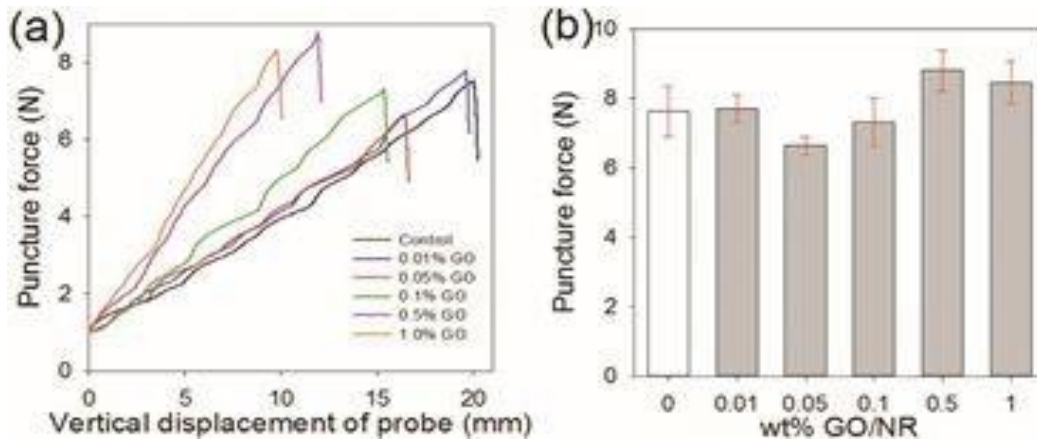 (a)
Puncture force (N)
8
6
4
2
0
Control
0.01% GO
0.05% GO
0.1% GO
0.5% GO
1.0% GO
0 5 10 15 20
Vertical displacement of probe (mm)
(b)
Puncture force (N)
10
8
6
4
2
0
0 0.01 0.05 0.1 0.5 1
wt% GO/NR